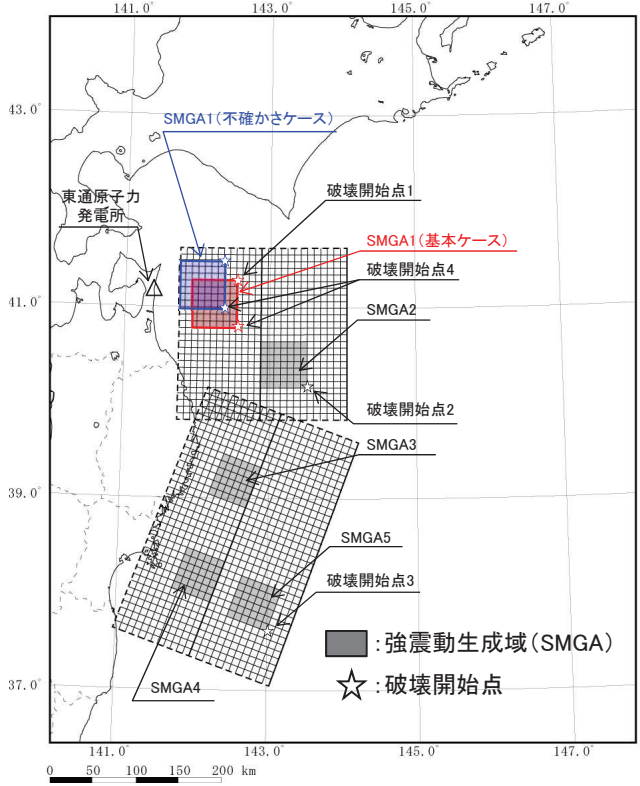 141.0°
143.0°
145.0°
147.0°
43.0°
SMGA1(不確かさケース)
東通原子力
発電所
破壊開始点1
SMGA1(基本ケース)
破壊開始点4
41.0°
SMGA2
破壊開始点2
SMGA3
39.0°
SMGA5
破壊開始点3
:強震動生成域(SMGA)
37.0°
SMGA4
:破壊開始点
141.0°
143.0°
145.0°
147.0°
0 50 100 150 200 km